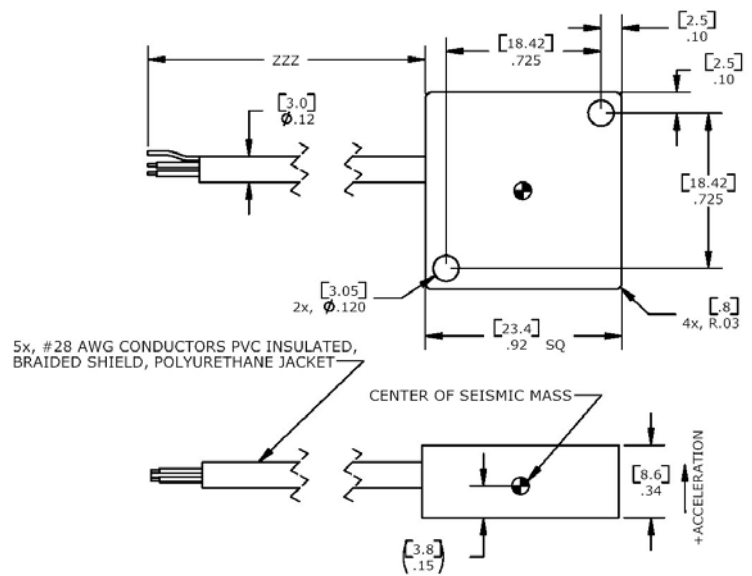 [2.5]
.10
[18.42]
.725
[2.5]
.10
ZZZ
[3.0]
Ø.12
[18.42]
.725
[3.05]
2x, Ø.120
[.8]
4x, R.03
[23.4]
.92 SQ
5x, #28 AWG CONDUCTORS PVC INSULATED,
BRAIDED SHIELD, POLYURETHANE JACKET
CENTER OF SEISMIC MASS
[8.6]
.34
+ACCELERATION
([3.8]
.15)